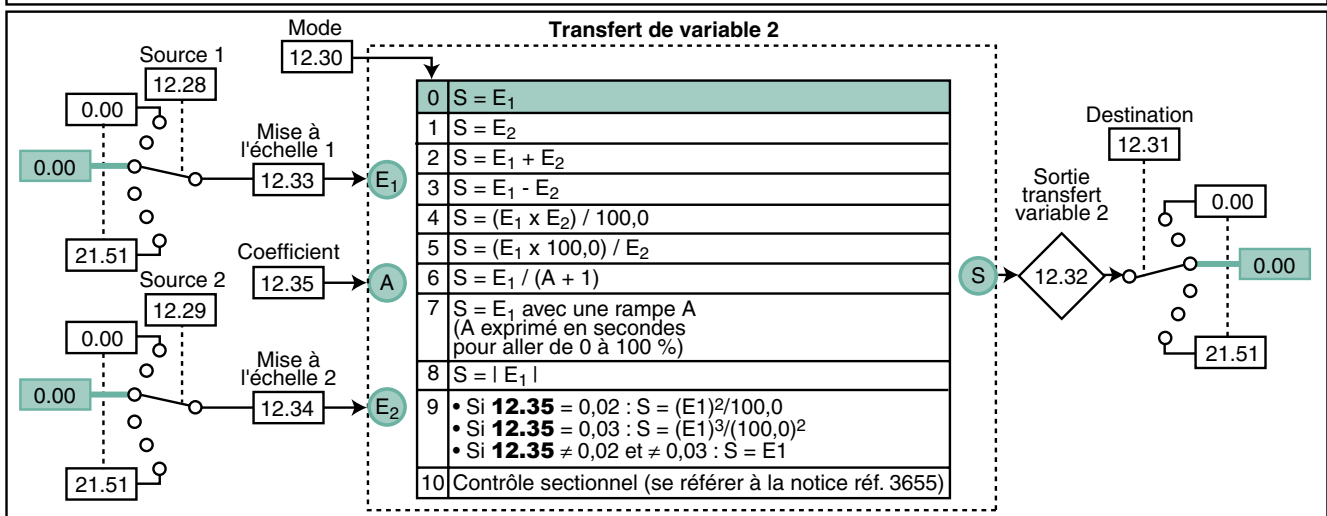 Transfert de variable 2
Mode
12.30
Source 1
12.28
0.00
0.00
21.51
Mise à
l'échelle 1
12.33
E1
Coefficient
12.35
A
Source 2
12.29
0.00
0.00
21.51
Mise à
l'échelle 2
12.34
E2
0 S = E1
1 S = E2
2 S = E1 + E2
3 S = E1 - E2
4 S = (E1 x E2) / 100,0
5 S = (E1 x 100,0) / E2
6 S = E1 / (A + 1)
7 S = E1 avec une rampe A
(A exprimé en secondes
pour aller de 0 à 100 %)
8 S = | E1 |
9 • Si 12.35 = 0,02 : S = (E1)²/100,0
• Si 12.35 = 0,03 : S = (E1)³/(100,0)²
• Si 12.35 ≠ 0,02 et ≠ 0,03 : S = E1
10 Contrôle sectionnel (se référer à la notice réf. 3655)
S
Sortie
transfert
variable 2
12.32
Destination
12.31
0.00
0.00
21.51